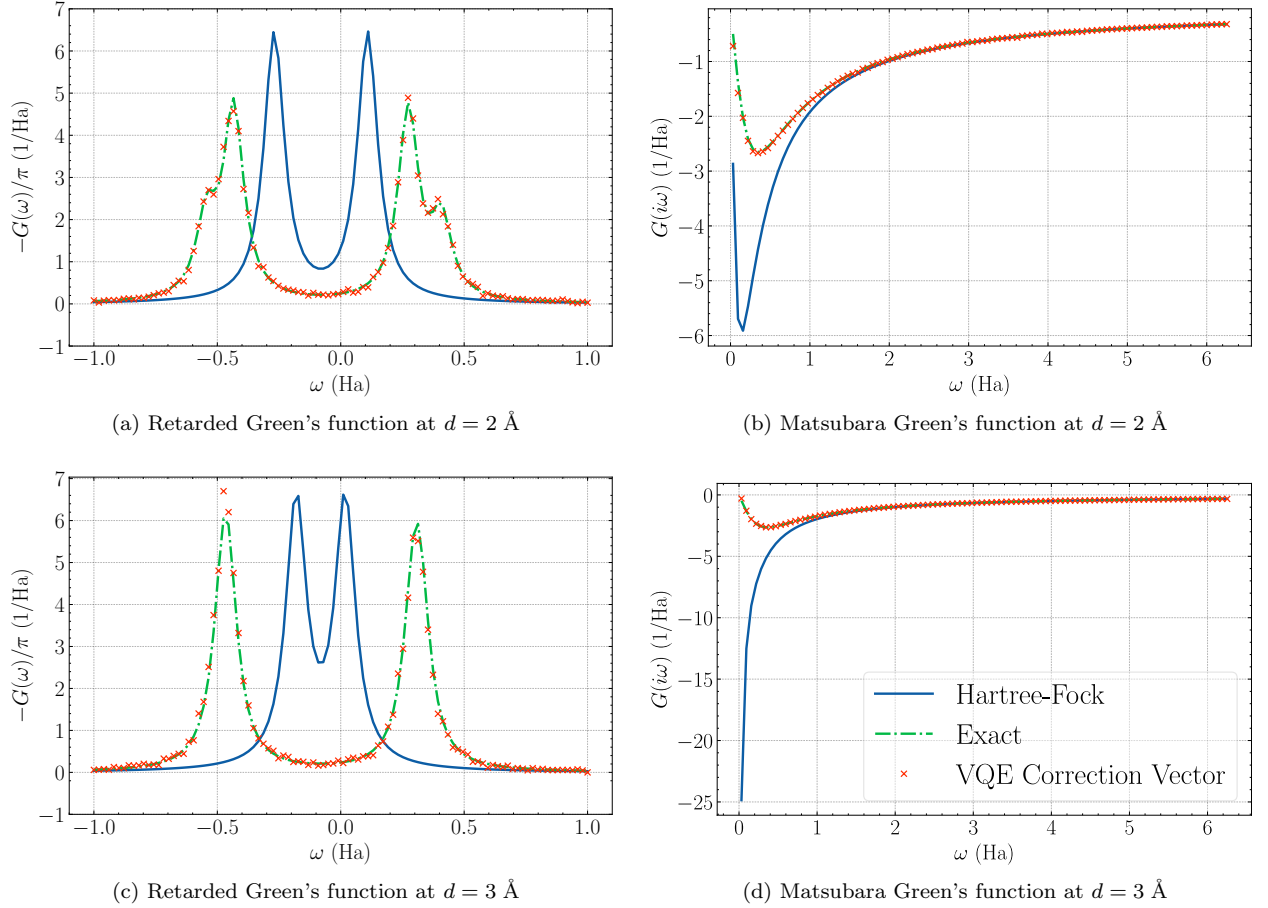 7
6
5
4
3
2
1
0
−1
−G(ω)/π (1/Ha)
−1.0 −0.5 0.0 0.5 1.0
ω (Ha)
(a) Retarded Green's function at d = 2 Å
−1
−2
−3
−4
−5
−6
G(iω) (1/Ha)
0 1 2 3 4 5 6
ω (Ha)
(b) Matsubara Green's function at d = 2 Å
7
6
5
4
3
2
1
0
−1
−G(ω)/π (1/Ha)
−1.0 −0.5 0.0 0.5 1.0
ω (Ha)
(c) Retarded Green's function at d = 3 Å
0
−5
−10
−15
−20
−25
G(iω) (1/Ha)
Hartree-Fock
Exact
VQE Correction Vector
0 1 2 3 4 5 6
ω (Ha)
(d) Matsubara Green's function at d = 3 Å